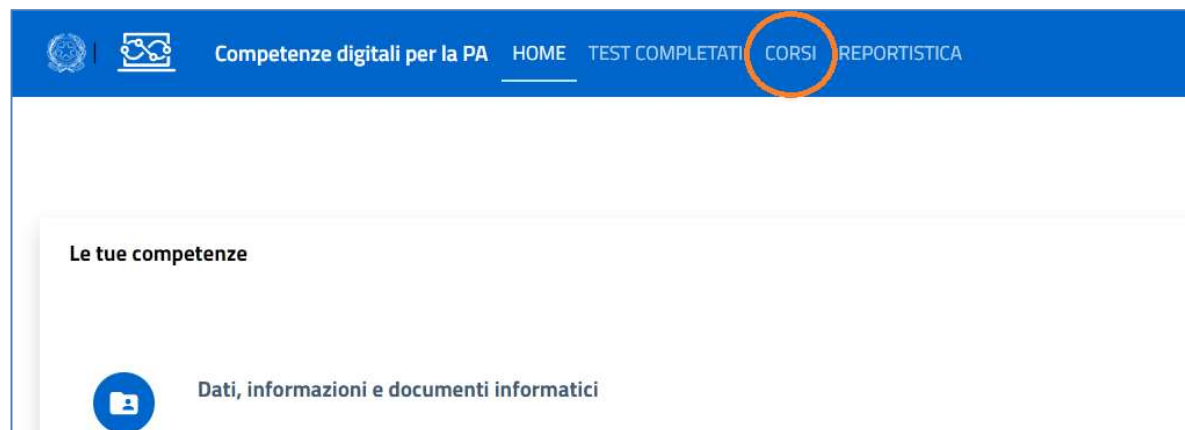 Competenze digitali per la PA HOME TEST COMPLETATI CORSI REPORTISTICA
Le tue competenze
Dati, informazioni e documenti informatici